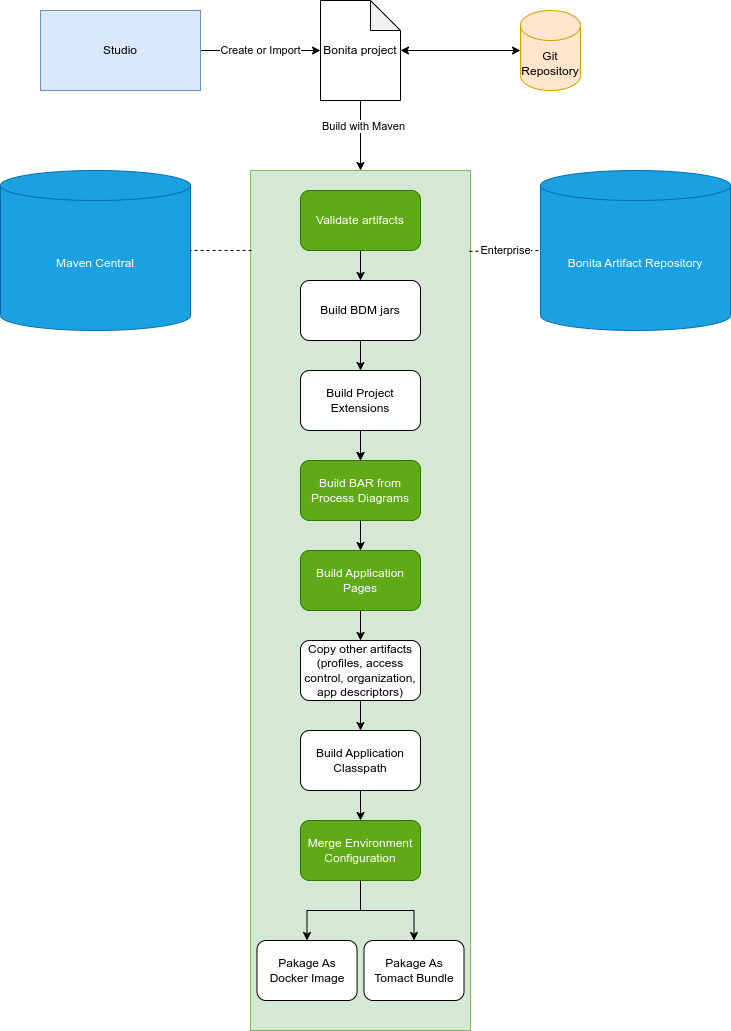 Studio
Create or Import
Bonita project
Git
Repository
Build with Maven
Maven Central
Validate artifacts
Enterprise
Bonita Artifact Repository
Build BDM jars
Build Project
Extensions
Build BAR from
Process Diagrams
Build Application
Pages
Copy other artifacts
(profiles, access
control, organization,
app descriptors)
Build Application
Classpath
Merge Environment
Configuration
Pakage As
Docker Image
Pakage As
Tomact Bundle